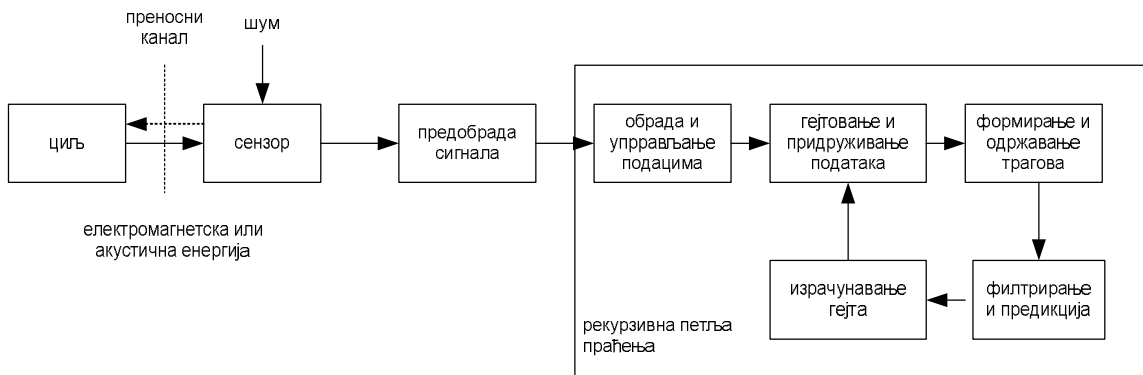 преносни
канал
шум
циљ
сензор
предобрада
сигнала
обрада и
упррављање
подацима
гејтовање и
придруживање
података
формирање и
одржавање
трагова
електромагнетска или
акустична енергија
израчунавање
гејта
филтрирање
и предикција
рекурзивна петља
праћења